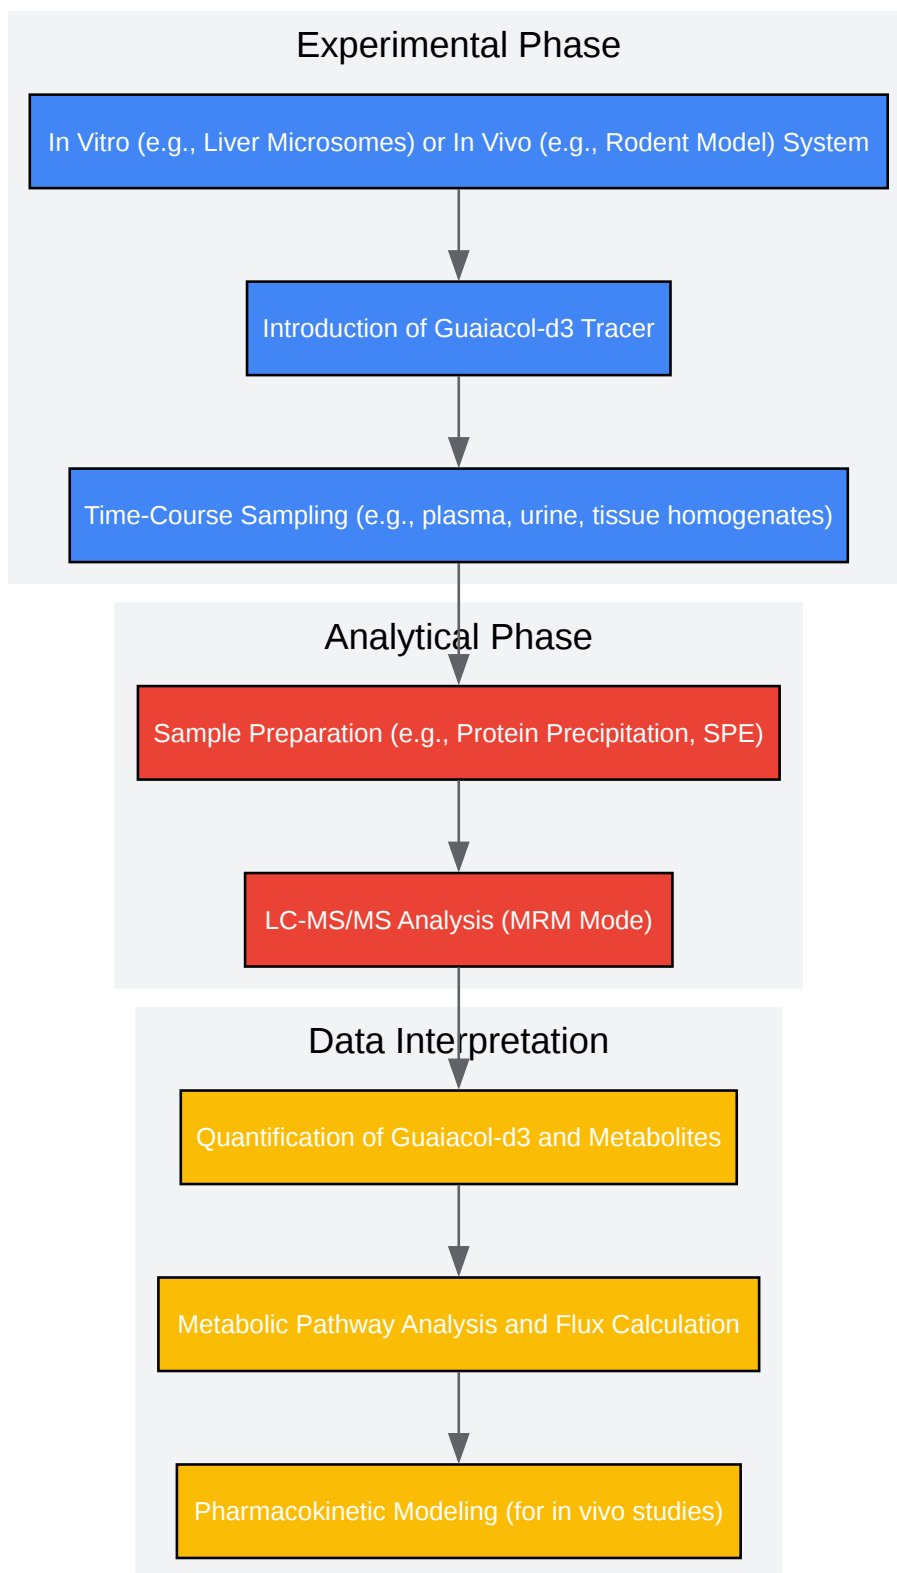 Experimental Phase
In Vitro (e.g., Liver Microsomes) or In Vivo (e.g., Rodent Model) System
Introduction of Guaiacol-d3 Tracer
Time-Course Sampling (e.g., plasma, urine, tissue homogenates)
Analytical Phase
Sample Preparation (e.g., Protein Precipitation, SPE)
LC-MS/MS Analysis (MRM Mode)
Data Interpretation
Quantification of Guaiacol-d3 and Metabolites
Metabolic Pathway Analysis and Flux Calculation
Pharmacokinetic Modeling (for in vivo studies)